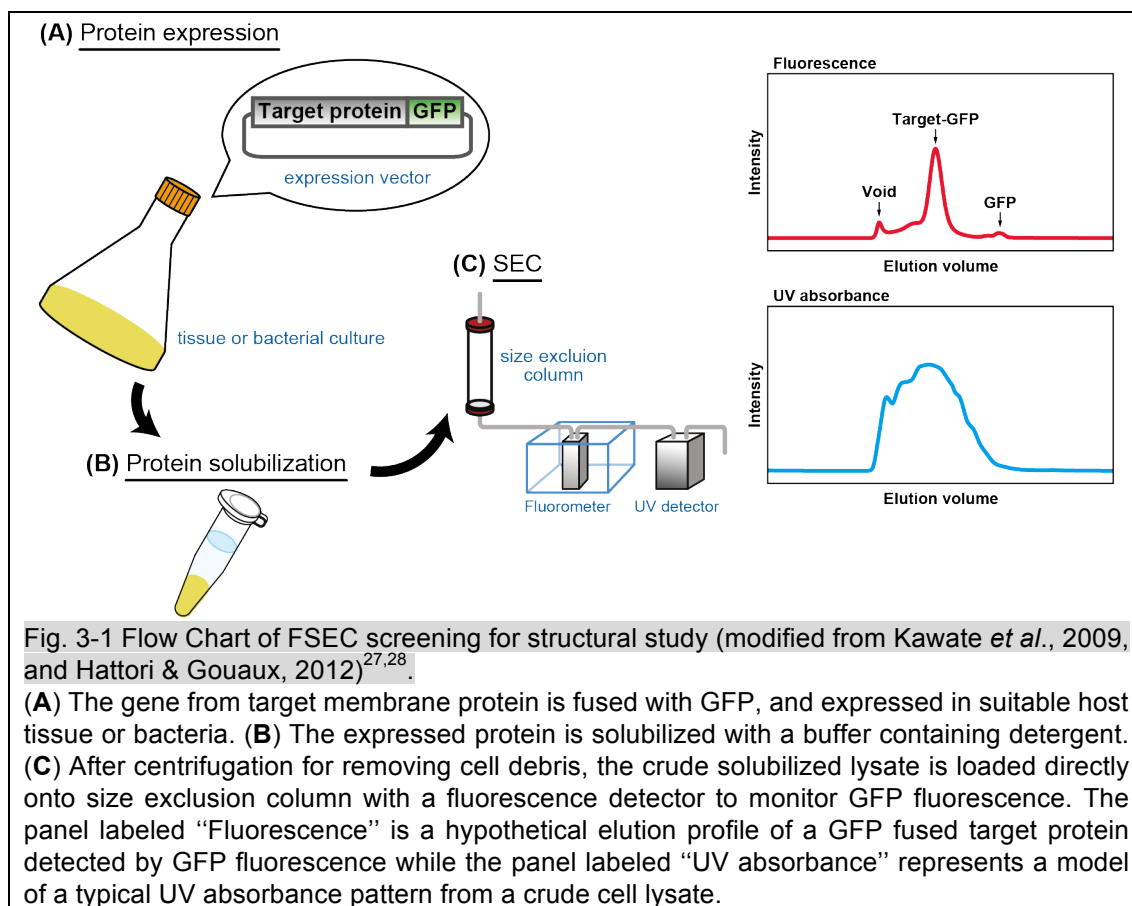 (A) Protein expression
Target protein GFP
expression vector
tissue or bacterial culture
(B) Protein solubilization
(C) SEC
size excluion
column
Fluorometer
UV detector
Fluorescence
Intensity
Void
Target-GFP
GFP
Elution volume
UV absorbance
Intensity
Elution volume
Fig. 3-1 Flow Chart of FSEC screening for structural study (modified from Kawate et al., 2009,
and Hattori & Gouaux, 2012)27,28.
(A) The gene from target membrane protein is fused with GFP, and expressed in suitable host
tissue or bacteria. (B) The expressed protein is solubilized with a buffer containing detergent.
(C) After centrifugation for removing cell debris, the crude solubilized lysate is loaded directly
onto size exclusion column with a fluorescence detector to monitor GFP fluorescence. The
panel labeled “Fluorescence” is a hypothetical elution profile of a GFP fused target protein
detected by GFP fluorescence while the panel labeled “UV absorbance” represents a model
of a typical UV absorbance pattern from a crude cell lysate.